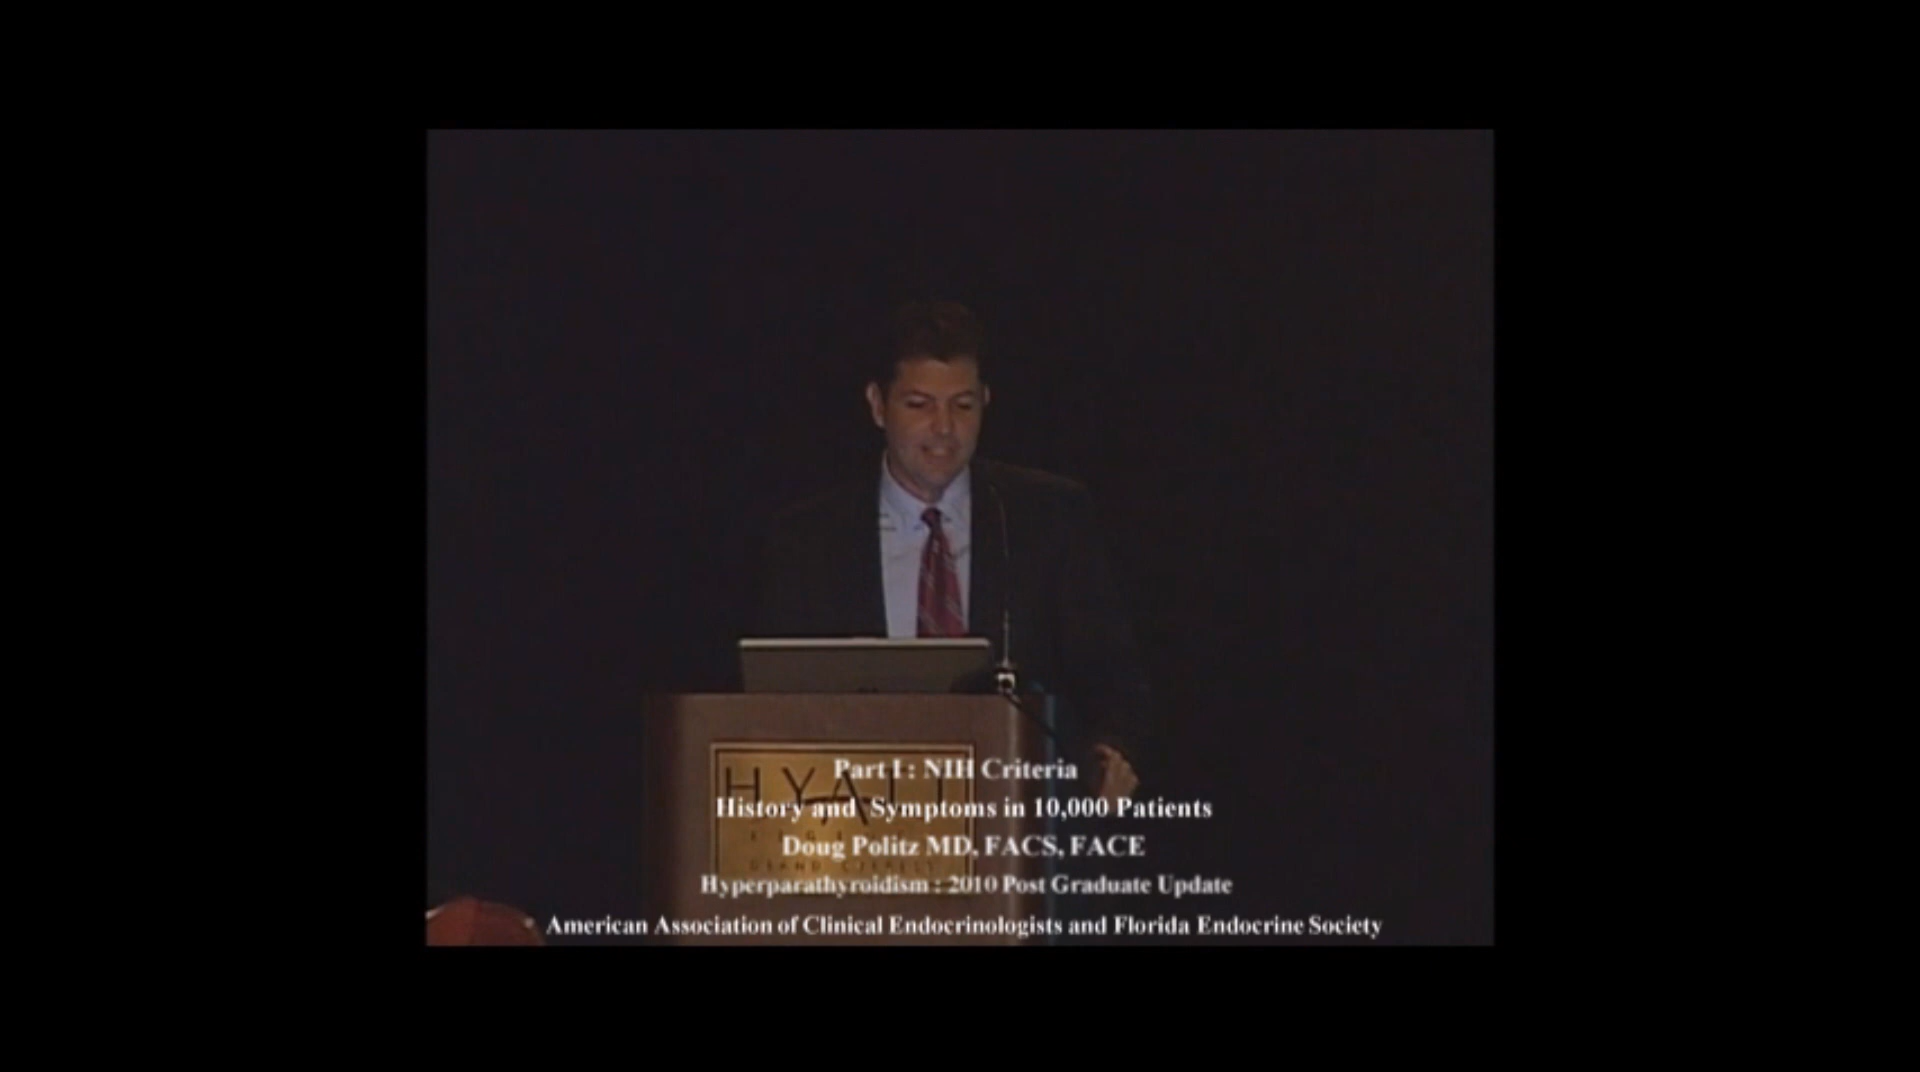 HYATT
Part I : NIH Criteria
History and Symptoms in 10,000 Patients
Doug Politz MD, FACS, FACE
Hyperparathyroidism : 2010 Post Graduate Update
American Association of Clinical Endocrinologists and Florida Endocrine Society